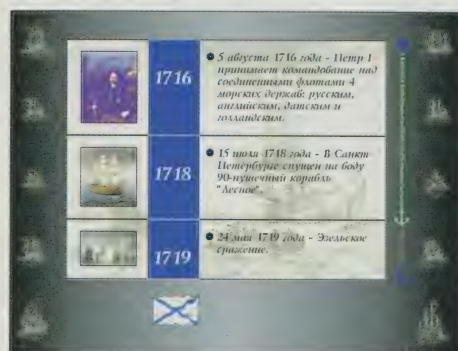 1716
5 августа 1716 года - Петр I
принимает командование над
соединенными флотами 4
морских держав: русским,
английским, датским и
голландским.
1718
15 июля 1718 года - В Санкт
Петербурге спущен на воду
90-пушечный корабль
"Лесное".
1719
24 мая 1719 года - Эзельское
сражение.